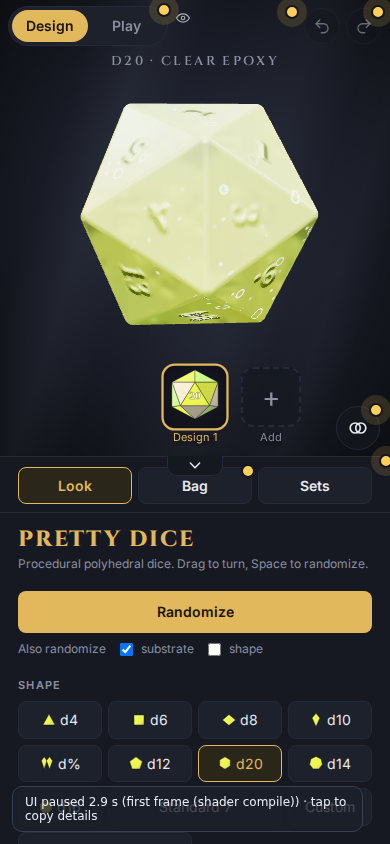 Design
Play
D20 · CLEAR EPOXY
20
Design 1
Add
Look
Bag
Sets
PRETTY DICE
Procedural polyhedral dice. Drag to turn, Space to randomize.
Randomize
Also randomize
substrate
shape
SHAPE
d4
d6
d8
d10
d%
d12
d20
d14
UI paused 2.9 s (first frame (shader compile)) · tap to
copy details